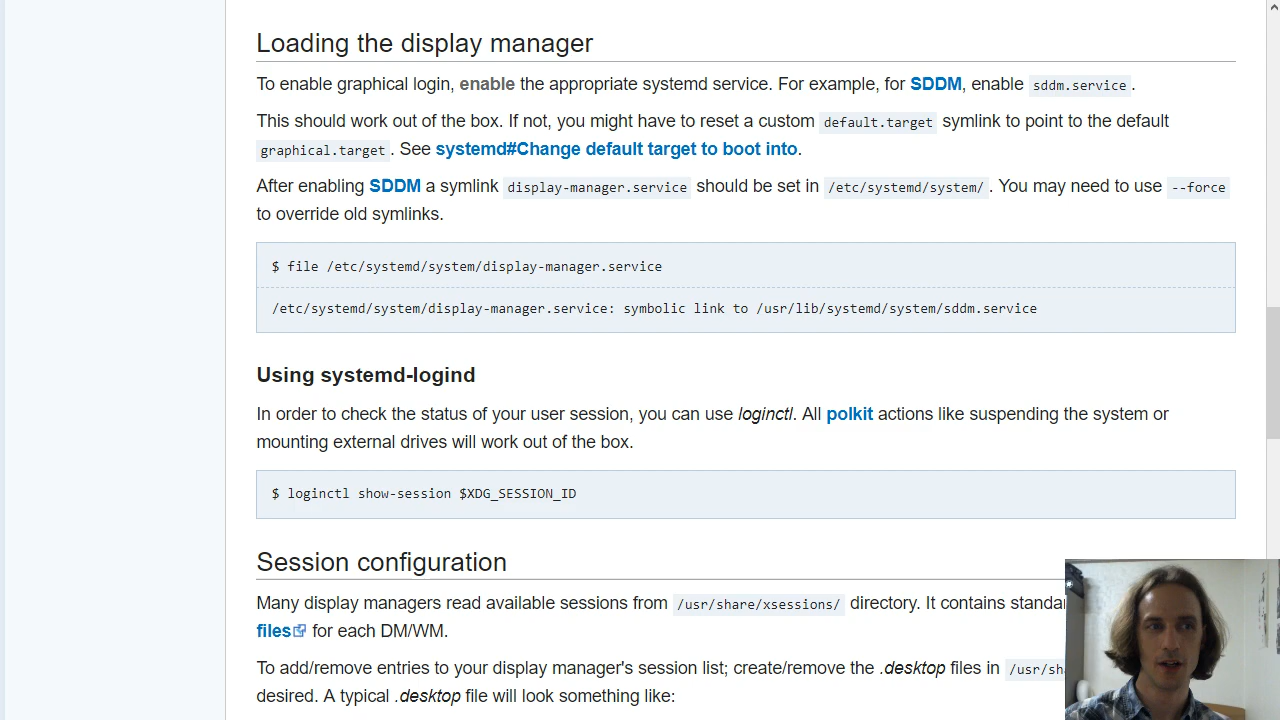 Loading the display manager
To enable graphical login, enable the appropriate systemd service. For example, for SDDM, enable sddm.service.
This should work out of the box. If not, you might have to reset a custom default.target symlink to point to the default
graphical.target. See systemd#Change default target to boot into.
After enabling SDDM a symlink display-manager.service should be set in /etc/systemd/system/. You may need to use --force
to override old symlinks.
$ file /etc/systemd/system/display-manager.service
/etc/systemd/system/display-manager.service: symbolic link to /usr/lib/systemd/system/sddm.service
Using systemd-logind
In order to check the status of your user session, you can use loginctl. All polkit actions like suspending the system or
mounting external drives will work out of the box.
$ loginctl show-session $XDG_SESSION_ID
Session configuration
Many display managers read available sessions from /usr/share/xsessions/ directory. It contains standa
files for each DM/WM.
To add/remove entries to your display manager's session list; create/remove the .desktop files in /usr/sh
desired. A typical .desktop file will look something like: